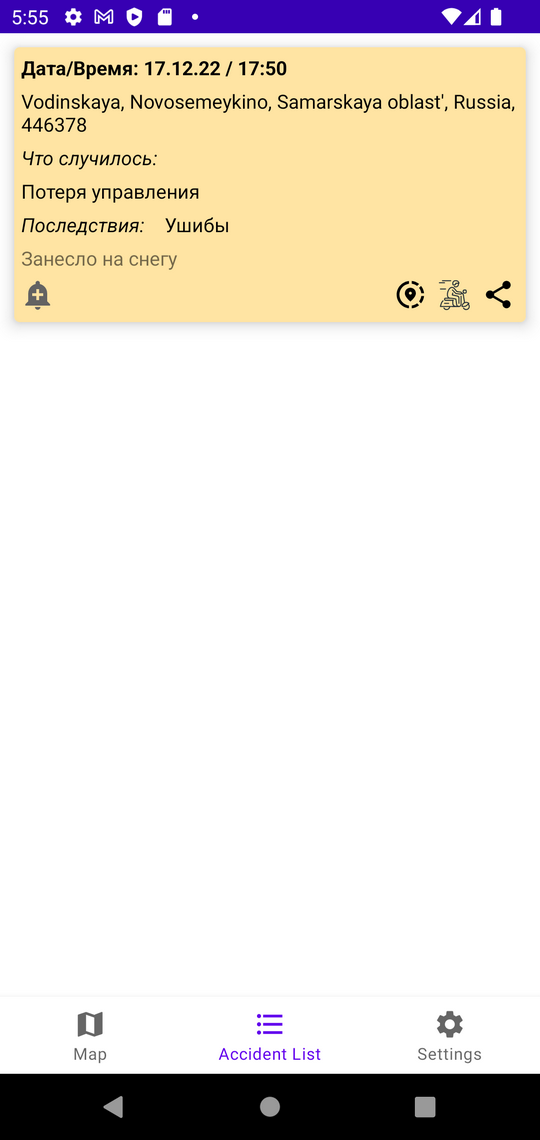 5:55
Дата/Время: 17.12.22 / 17:50
Vodinskaya, Novosemeykino, Samarskaya oblast', Russia,
446378
Что случилось:
Потеря управления
Последствия: Ушибы
Занесло на снегу
Map
Accident List
Settings